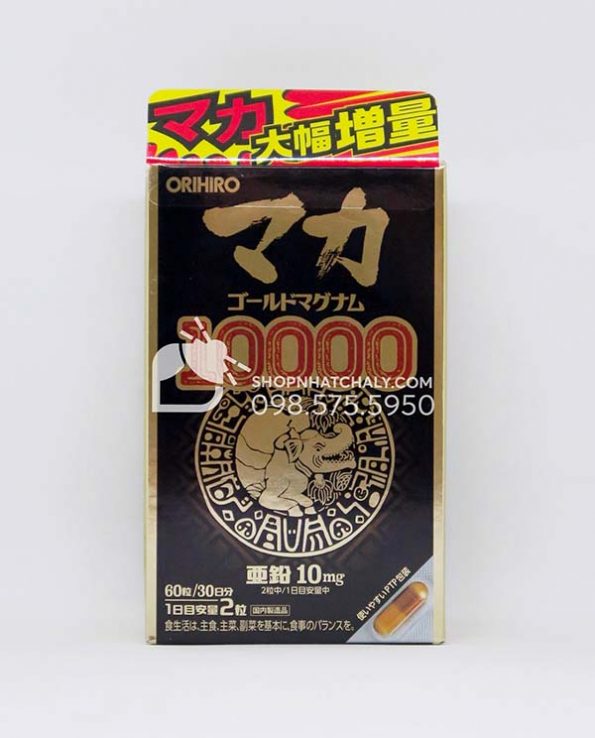 マカ
大幅増量
ORIHIRO
マカ
ゴールドマグナム
10000
SHOPNHATCHALY.COM
098.575.5950
亜鉛 10mg
2粒中/1日目安量中
60粒/30日分
1日目安量2粒 国内製造品
使いやすいPTP包装
食生活は、主食、主菜、副菜を基本に、食事のバランスを。